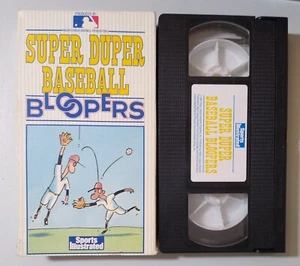 SUPER DUPER
BASEBALL
BLOOPERS
Sports
Illustrated
SUPER DUPER
BASEBALL BLOOPERS